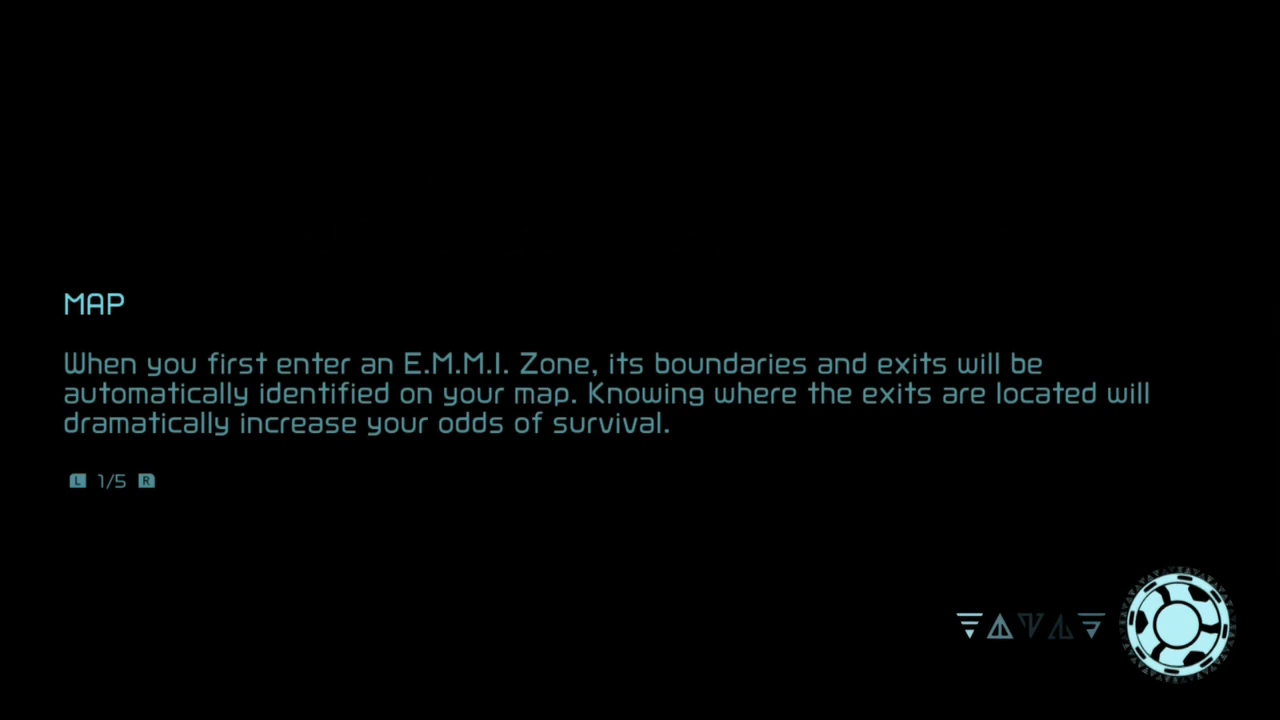 MAP
When you first enter an E.M.M.I. Zone, its boundaries and exits will be
automatically identified on your map. Knowing where the exits are located will
dramatically increase your odds of survival.
L 1/5 R